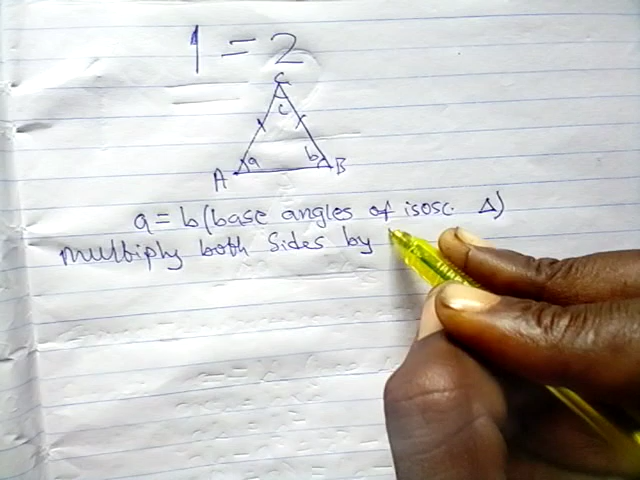 1 = 2
C
c
a b
A B
a = b (base angles of isosc. Δ)
multiply both sides by